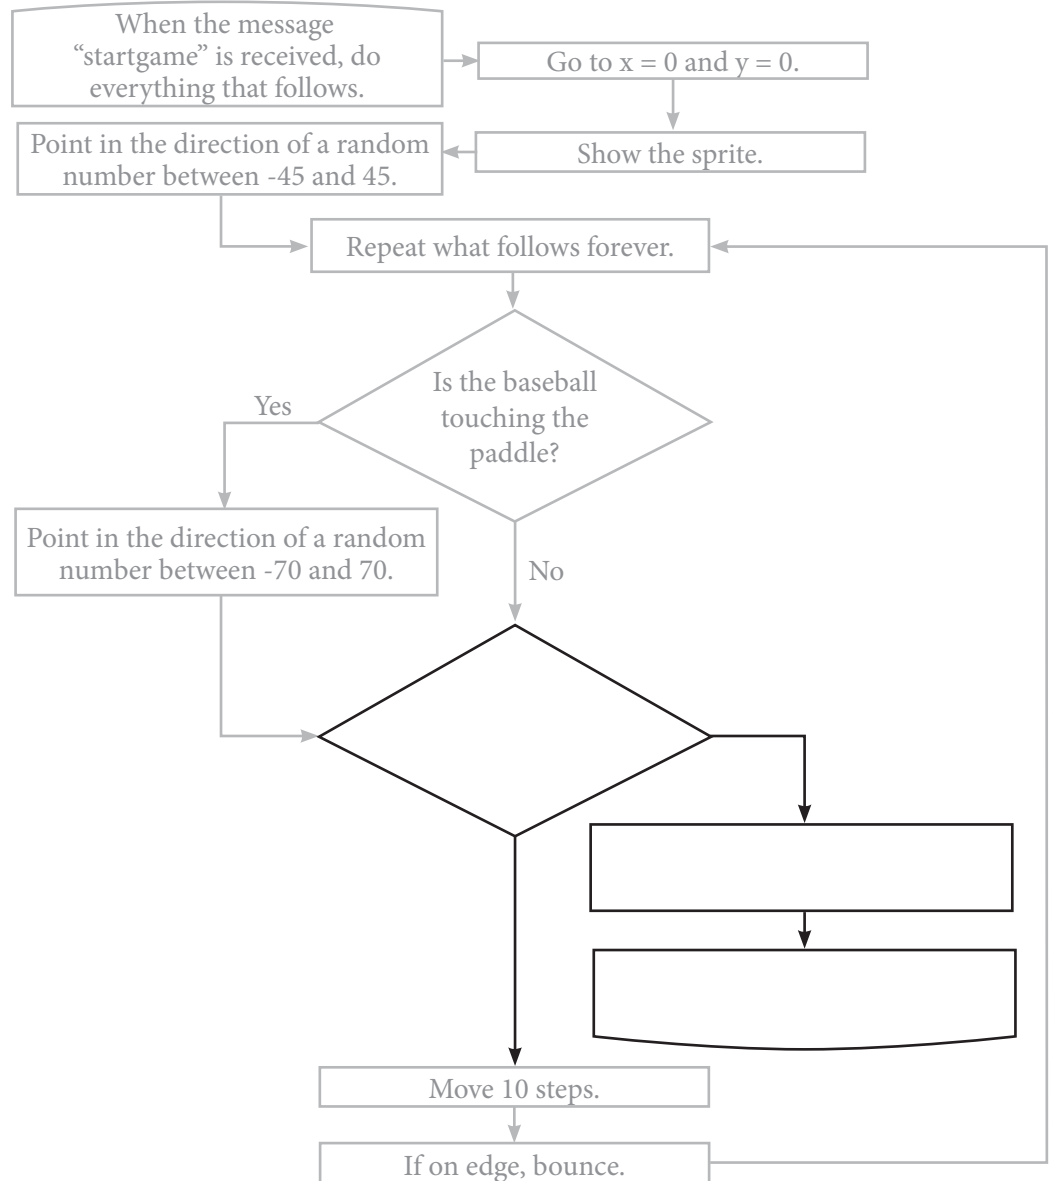 When the message
“startgame” is received, do
everything that follows.
Go to x = 0 and y = 0.
Show the sprite.
Point in the direction of a random
number between -45 and 45.
Repeat what follows forever.
Is the baseball
touching the
paddle?
Yes
Point in the direction of a random
number between -70 and 70.
No
Move 10 steps.
If on edge, bounce.